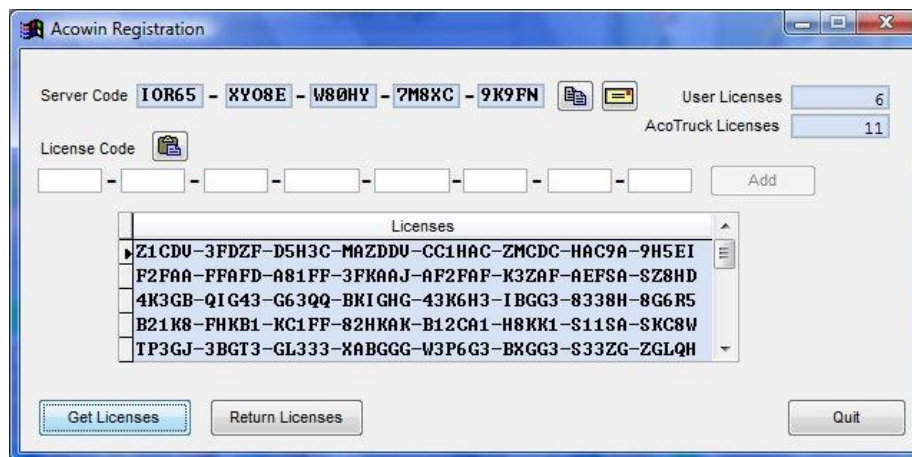 Acowin Registration
Server Code IOR65 - XYO8E - W80HY - 7M8XC - 9K9FN User Licenses 6
AcoTruck Licenses 11
License Code
- - - - - - - Add
Licenses
Z1CDV-3FDZF-D5H3C-MAZDDV-CC1HAC-ZMCDC-HAC9A-9H5EI
F2FAA-FFAFD-A81FF-3FKAAJ-AF2FAF-K3ZAF-AEFSA-SZ8HD
4K3GB-QIG43-G63QQ-BKIGHG-43K6H3-IBGG3-8338H-8G6R5
B21K8-FHKB1-KC1FF-82HKAK-B12CA1-H8KK1-S11SA-SKC8W
TP3GJ-3BGT3-GL333-XABGGG-W3P6G3-BXGG3-S33ZG-ZGLQH
Get Licenses Return Licenses Quit